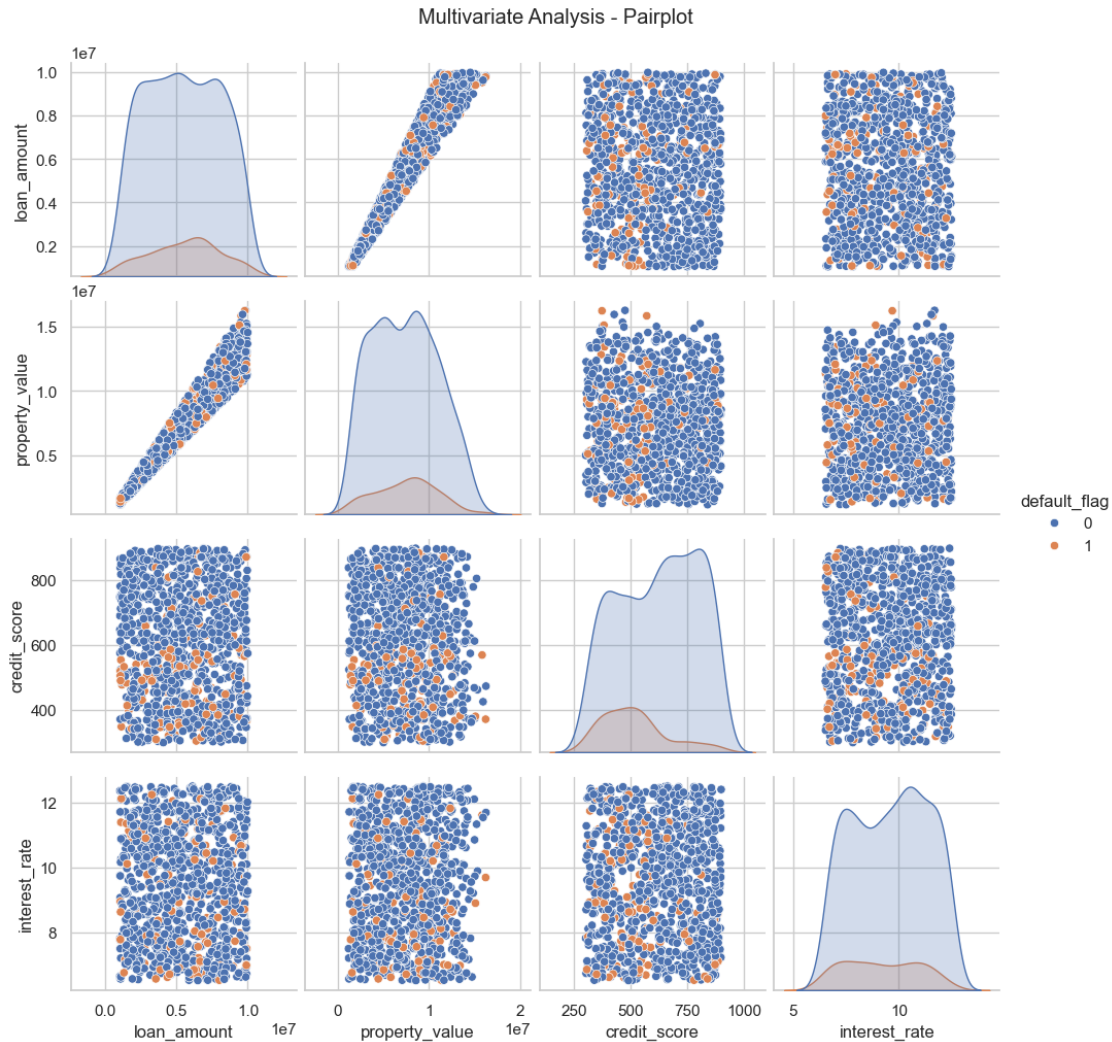 Multivariate Analysis - Pairplot
1e7
1.0
0.8
0.6
0.4
0.2
loan_amount
1e7
1.5
1.0
0.5
property_value
default_flag
0
1
800
600
400
credit_score
12
10
8
interest_rate
0.0 0.5 1.0 1e7
loan_amount
0 1 2 1e7
property_value
250 500 750 1000
credit_score
5 10
interest_rate